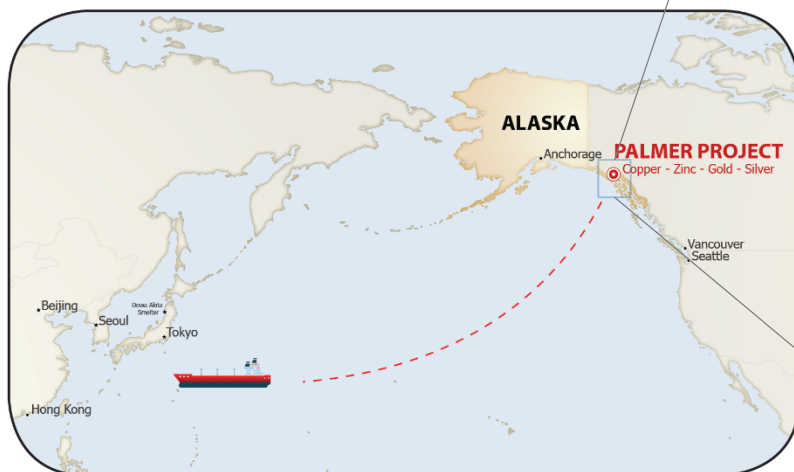 ALASKA
Anchorage
PALMER PROJECT
Copper - Zinc - Gold - Silver
Vancouver
Seattle
Beijing
Seoul
Dowa Akita
Smelter
Tokyo
Hong Kong